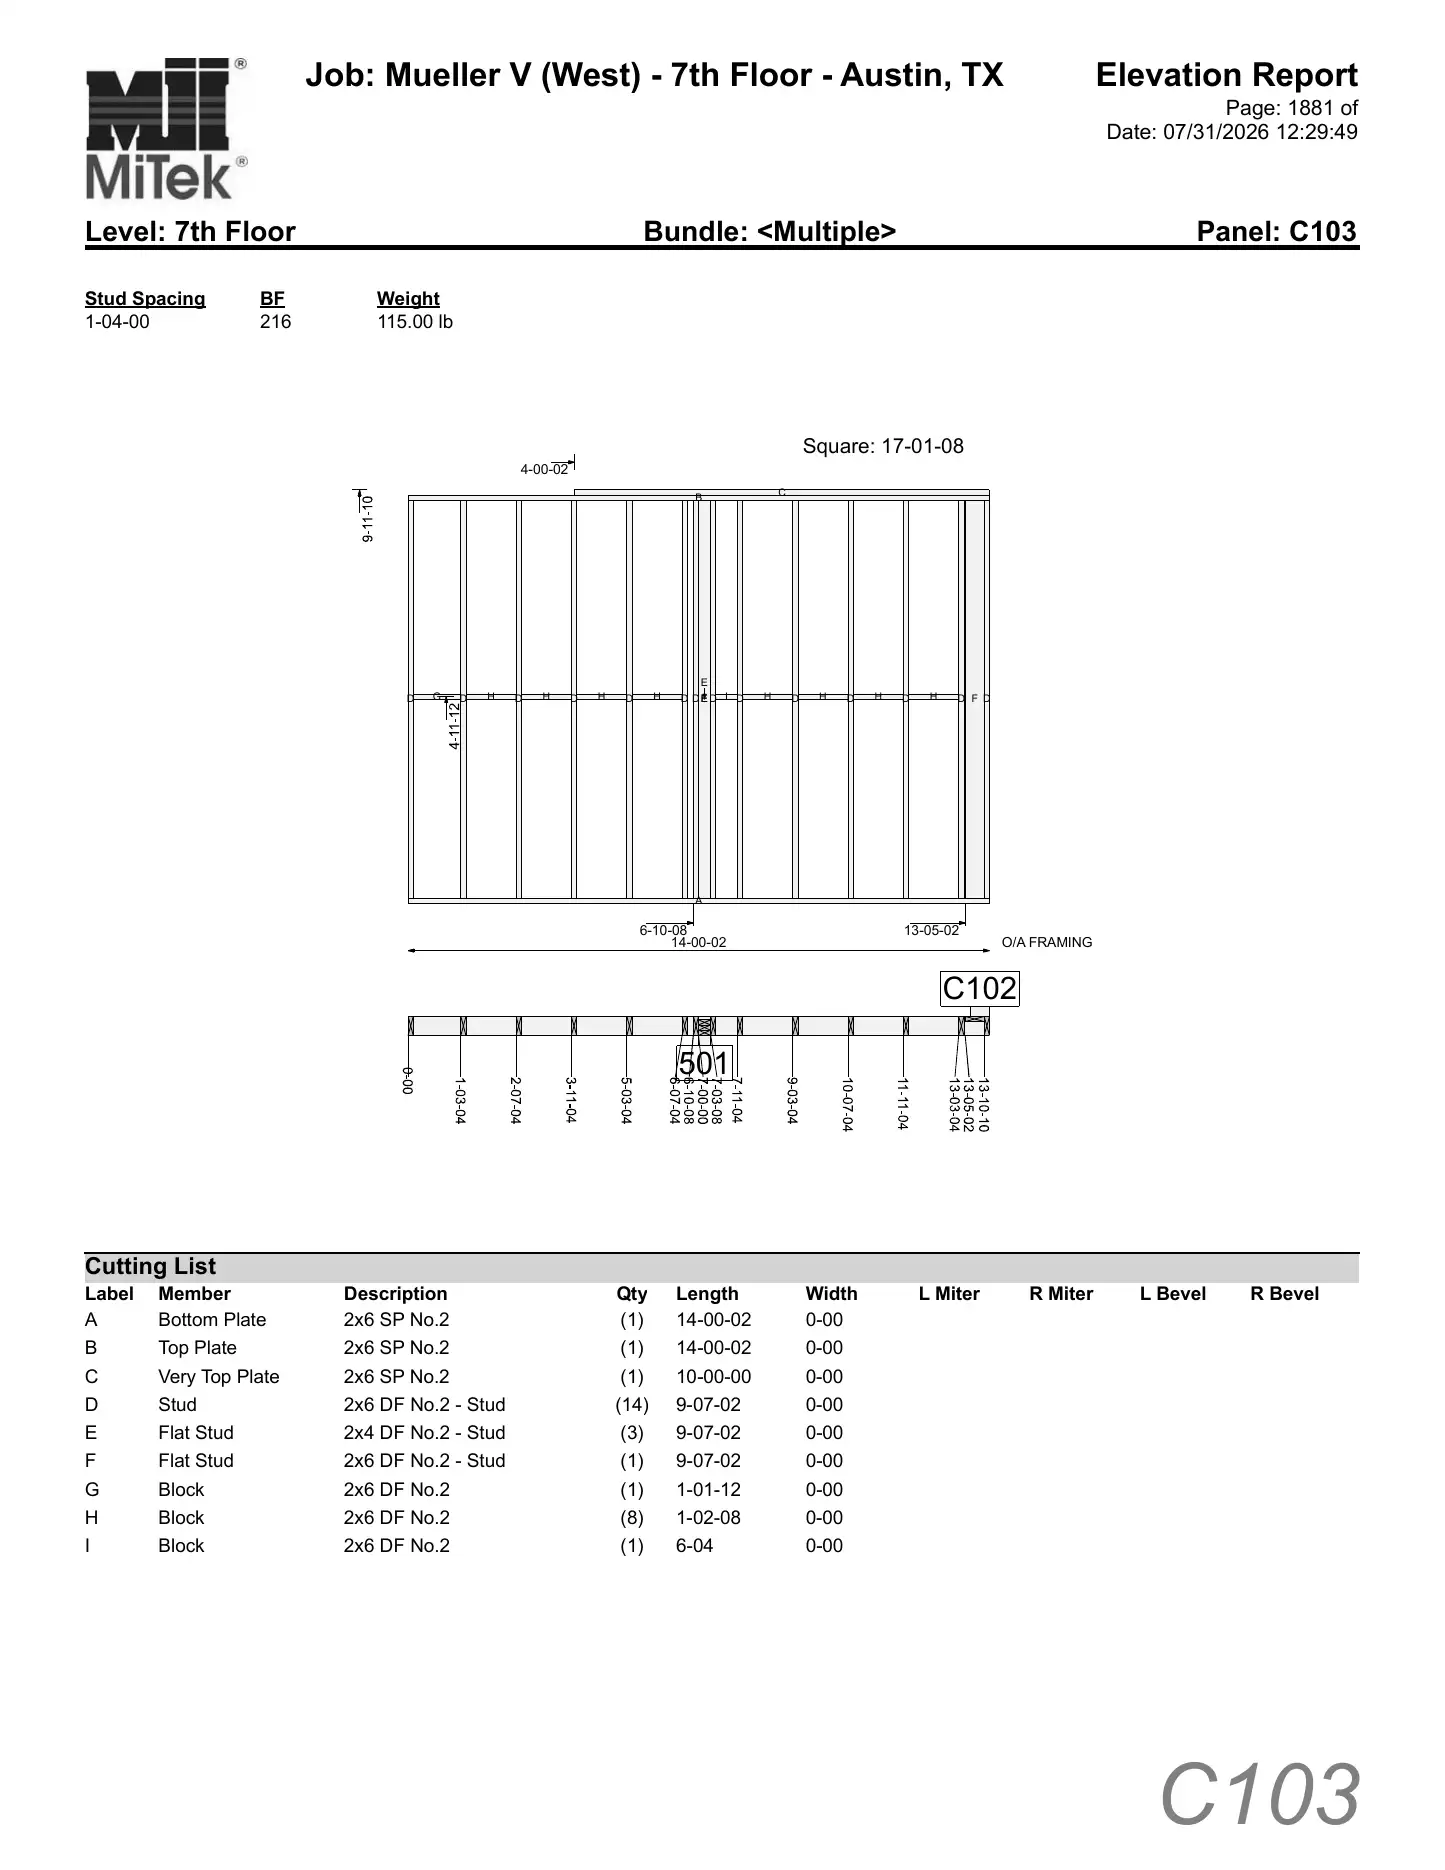 Job: Mueller V (West) - 7th Floor - Austin, TX
Elevation Report
Page: 1881 of
Date: 07/31/2026 12:29:49
MiTek®
Level: 7th Floor
Bundle: <Multiple>
Panel: C103
Stud Spacing BF Weight
1-04-00 216 115.00 lb
Square: 17-01-08
4-00-02
C
B
9-11-10
E
D G D H D H D H D H D D E D I D H D H D H D H D F D
4-11-12
A
6-10-08
13-05-02
14-00-02
O/A FRAMING
C102
501
0-00
1-03-04
2-07-04
3-11-04
5-03-04
6-07-04
6-10-08
7-00-00
7-03-08
7-11-04
9-03-04
10-07-04
11-11-04
13-03-04
13-05-02
13-10-10
Cutting List
Label Member Description Qty Length Width L Miter R Miter L Bevel R Bevel
A Bottom Plate 2x6 SP No.2 (1) 14-00-02 0-00
B Top Plate 2x6 SP No.2 (1) 14-00-02 0-00
C Very Top Plate 2x6 SP No.2 (1) 10-00-00 0-00
D Stud 2x6 DF No.2 - Stud (14) 9-07-02 0-00
E Flat Stud 2x4 DF No.2 - Stud (3) 9-07-02 0-00
F Flat Stud 2x6 DF No.2 - Stud (1) 9-07-02 0-00
G Block 2x6 DF No.2 (1) 1-01-12 0-00
H Block 2x6 DF No.2 (8) 1-02-08 0-00
I Block 2x6 DF No.2 (1) 6-04 0-00
C103